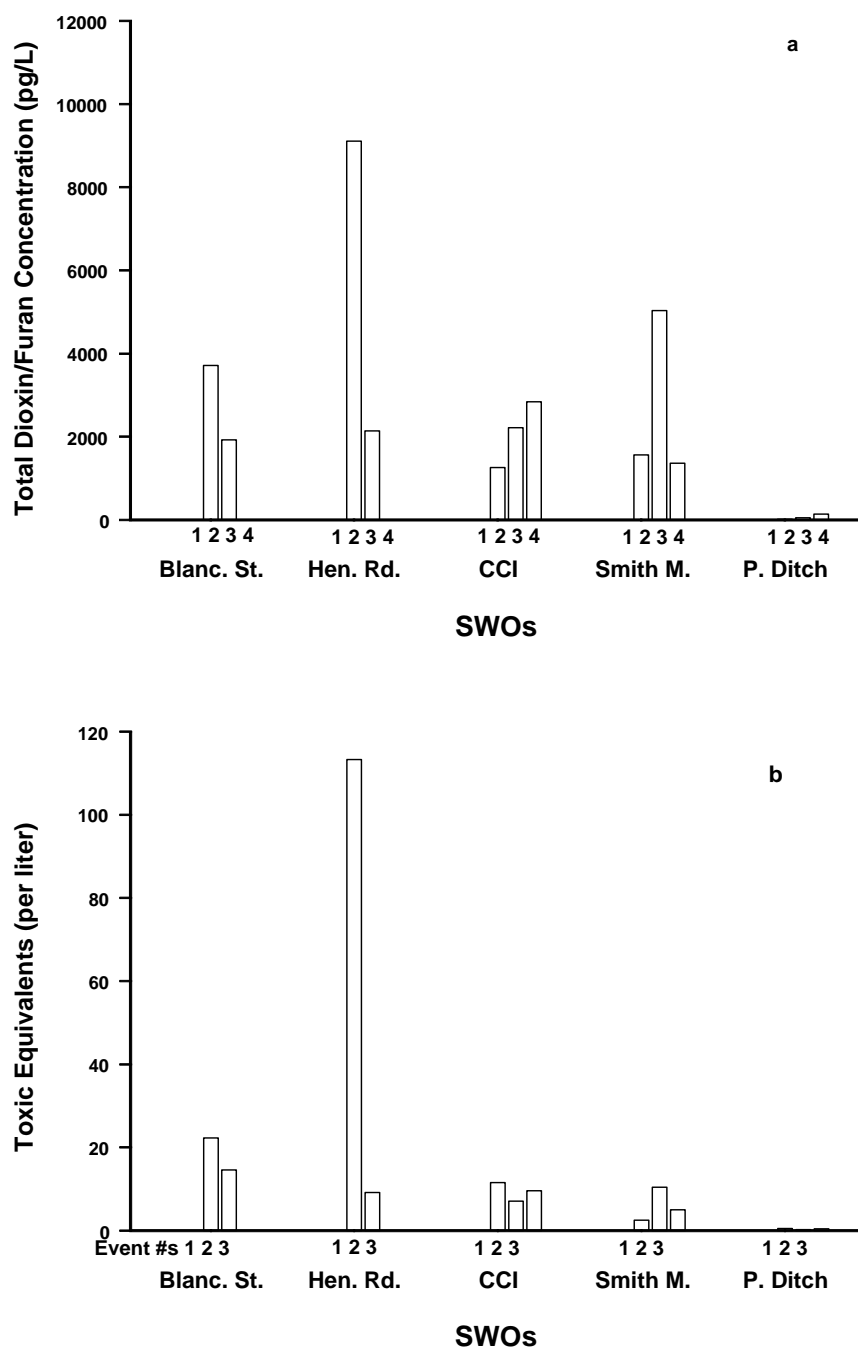 a
Total Dioxin/Furan Concentration (pg/L)
12000
10000
8000
6000
4000
2000
0
1 2 3 4 1 2 3 4 1 2 3 4 1 2 3 4 1 2 3 4
Blanc. St. Hen. Rd. CCI Smith M. P. Ditch
SWOs
b
Toxic Equivalents (per liter)
120
100
80
60
40
20
0
Event #s 1 2 3 1 2 3 1 2 3 1 2 3 1 2 3
Blanc. St. Hen. Rd. CCI Smith M. P. Ditch
SWOs